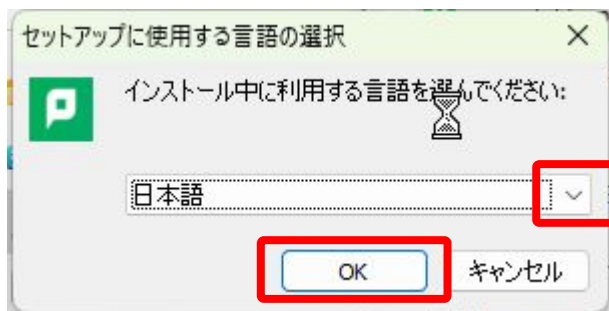 セットアップに使用する言語の選択
インストール中に利用する言語を選んでください:
日本語
OK
キャンセル